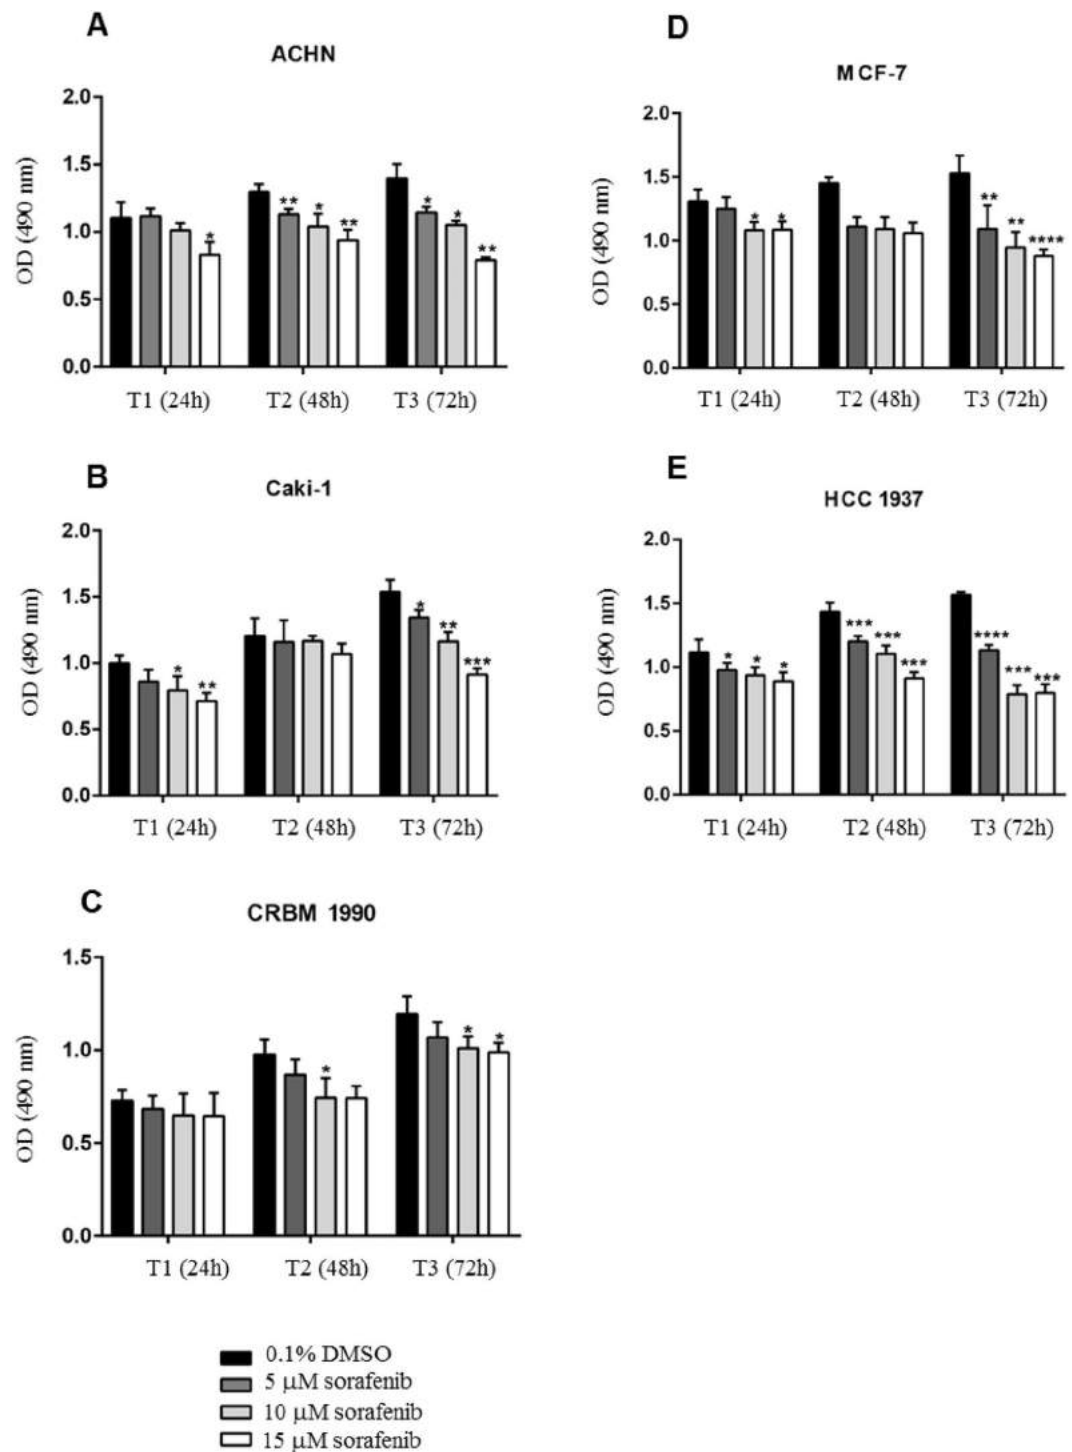 A
ACHN
2.0
1.5
1.0
0.5
0.0
OD (490 nm)
** * ** * * ** *
T1 (24h) T2 (48h) T3 (72h)
B
Caki-1
2.0
1.5
1.0
0.5
0.0
OD (490 nm)
* ** * ** ***
T1 (24h) T2 (48h) T3 (72h)
C
CRBM 1990
1.5
1.0
0.5
0.0
OD (490 nm)
* * *
T1 (24h) T2 (48h) T3 (72h)
D
MCF-7
2.0
1.5
1.0
0.5
0.0
OD (490 nm)
* * ** ** ****
T1 (24h) T2 (48h) T3 (72h)
E
HCC 1937
2.0
1.5
1.0
0.5
0.0
OD (490 nm)
* * * *** *** *** **** *** ***
T1 (24h) T2 (48h) T3 (72h)
0.1% DMSO
5 μM sorafenib
10 μM sorafenib
15 μM sorafenib